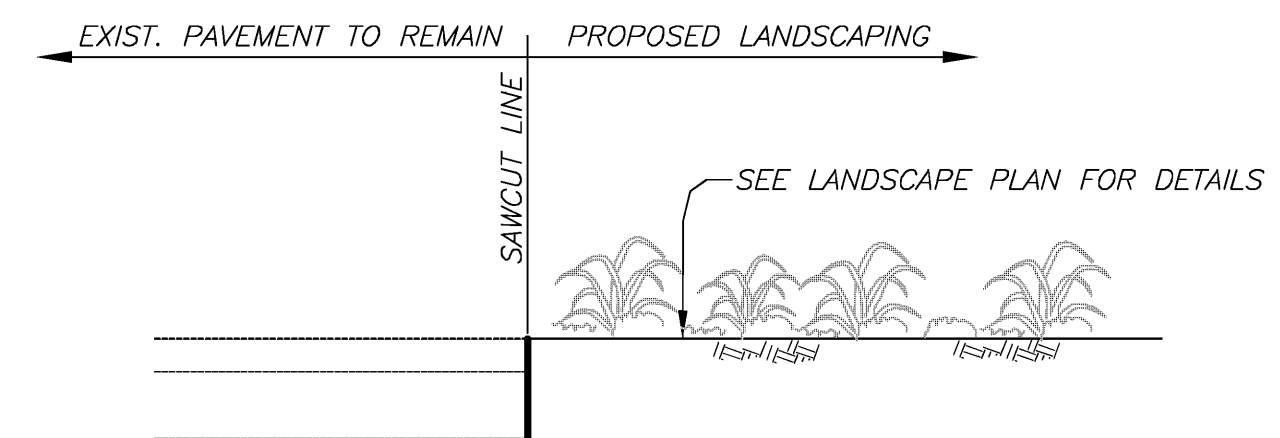 EXIST. PAVEMENT TO REMAIN
PROPOSED LANDSCAPING
SAWCUT LINE
SEE LANDSCAPE PLAN FOR DETAILS